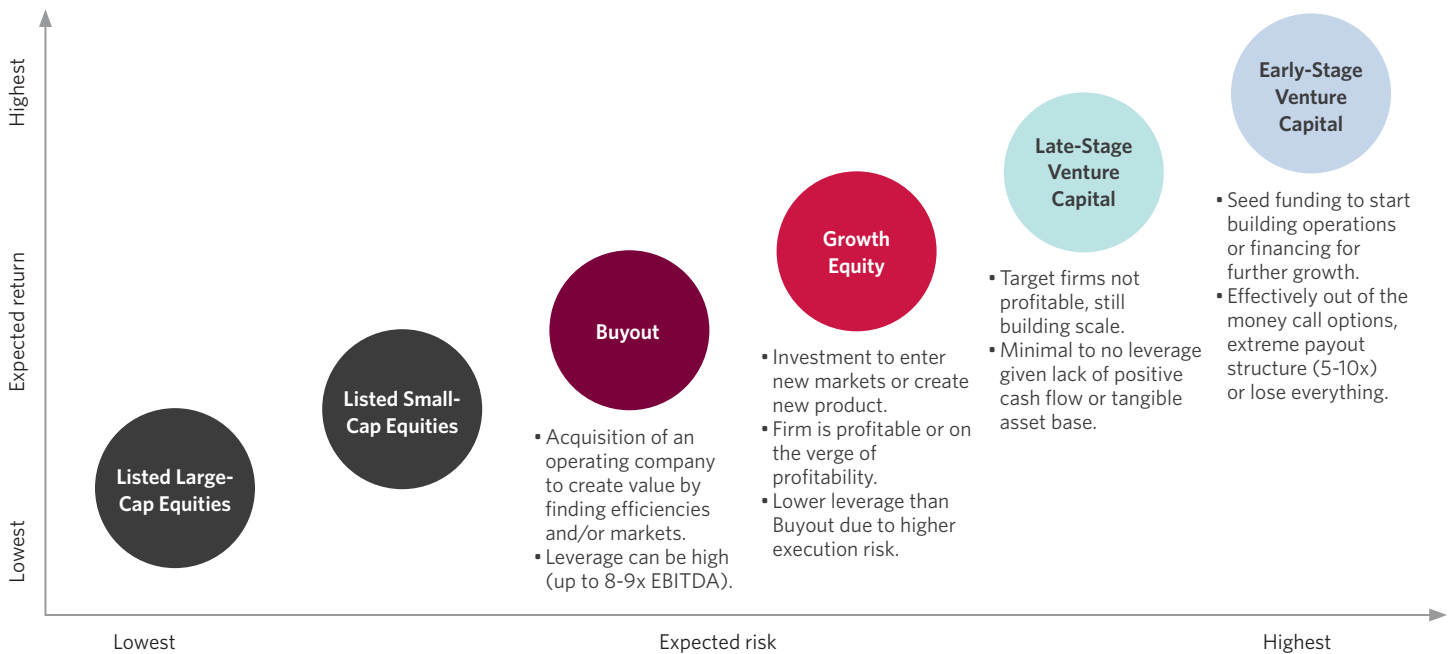 Highest
Expected return
Lowest
Listed Large-
Cap Equities
Listed Small-
Cap Equities
Buyout
▪ Acquisition of an
operating company
to create value by
finding efficiencies
and/or markets.
▪ Leverage can be high
(up to 8-9x EBITDA).
Growth
Equity
▪ Investment to enter
new markets or create
new product.
▪ Firm is profitable or on
the verge of
profitability.
▪ Lower leverage than
Buyout due to higher
execution risk.
Late-Stage
Venture
Capital
▪ Target firms not
profitable, still
building scale.
▪ Minimal to no leverage
given lack of positive
cash flow or tangible
asset base.
Early-Stage
Venture
Capital
▪ Seed funding to start
building operations
or financing for
further growth.
▪ Effectively out of the
money call options,
extreme payout
structure (5-10x)
or lose everything.
Lowest
Expected risk
Highest